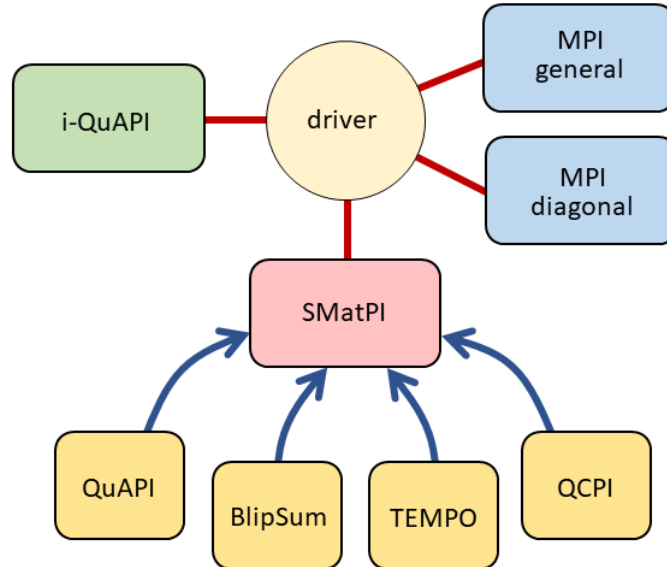 MPI
general
i-QuAPI
driver
MPI
diagonal
SMatPI
QuAPI
BlipSum
TEMPO
QCPI